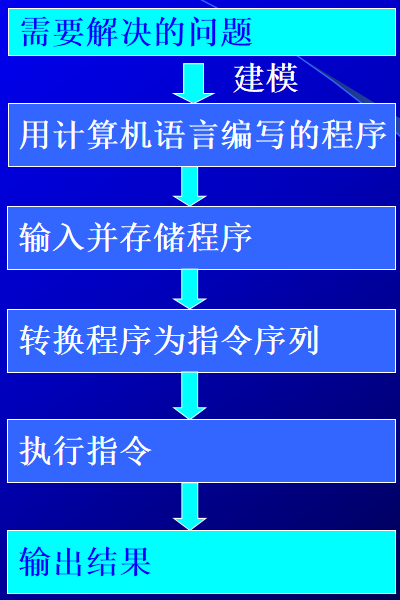 需要解决的问题
建模
用计算机语言编写的程序
输入并存储程序
转换程序为指令序列
执行指令
输出结果